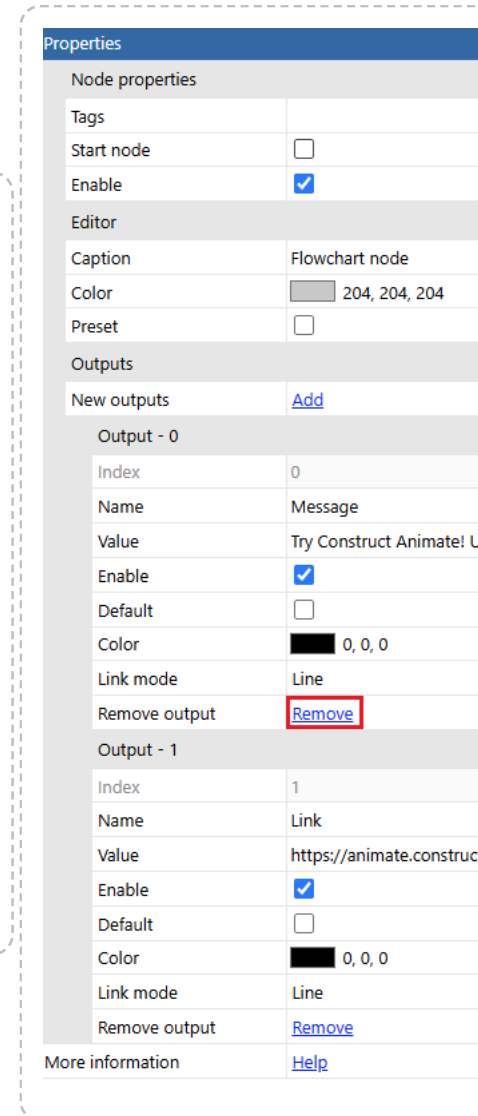 Properties
Node properties
Tags
Start node
Enable
Editor
Caption Flowchart node
Color 204, 204, 204
Preset
Outputs
New outputs Add
Output - 0
Index 0
Name Message
Value Try Construct Animate! U
Enable
Default
Color 0, 0, 0
Link mode Line
Remove output Remove
Output - 1
Index 1
Name Link
Value https://animate.construc
Enable
Default
Color 0, 0, 0
Link mode Line
Remove output Remove
More information Help